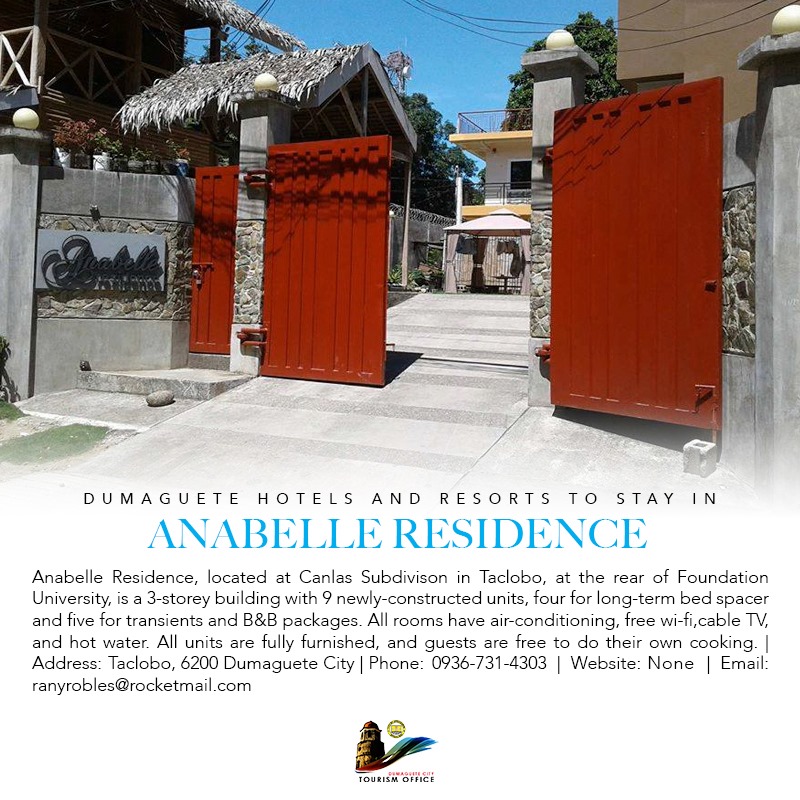 Anabelle
DUMAGUETE HOTELS AND RESORTS TO STAY IN
ANABELLE RESIDENCE
Anabelle Residence, located at Canlas Subdivison in Taclobo, at the rear of Foundation
University, is a 3-storey building with 9 newly-constructed units, four for long-term bed spacer
and five for transients and B&B packages. All rooms have air-conditioning, free wi-fi,cable TV,
and hot water. All units are fully furnished, and guests are free to do their own cooking. |
Address: Taclobo, 6200 Dumaguete City | Phone: 0936-731-4303 | Website: None | Email:
ranyrobles@rocketmail.com
DUMAGUETE CITY
TOURISM OFFICE